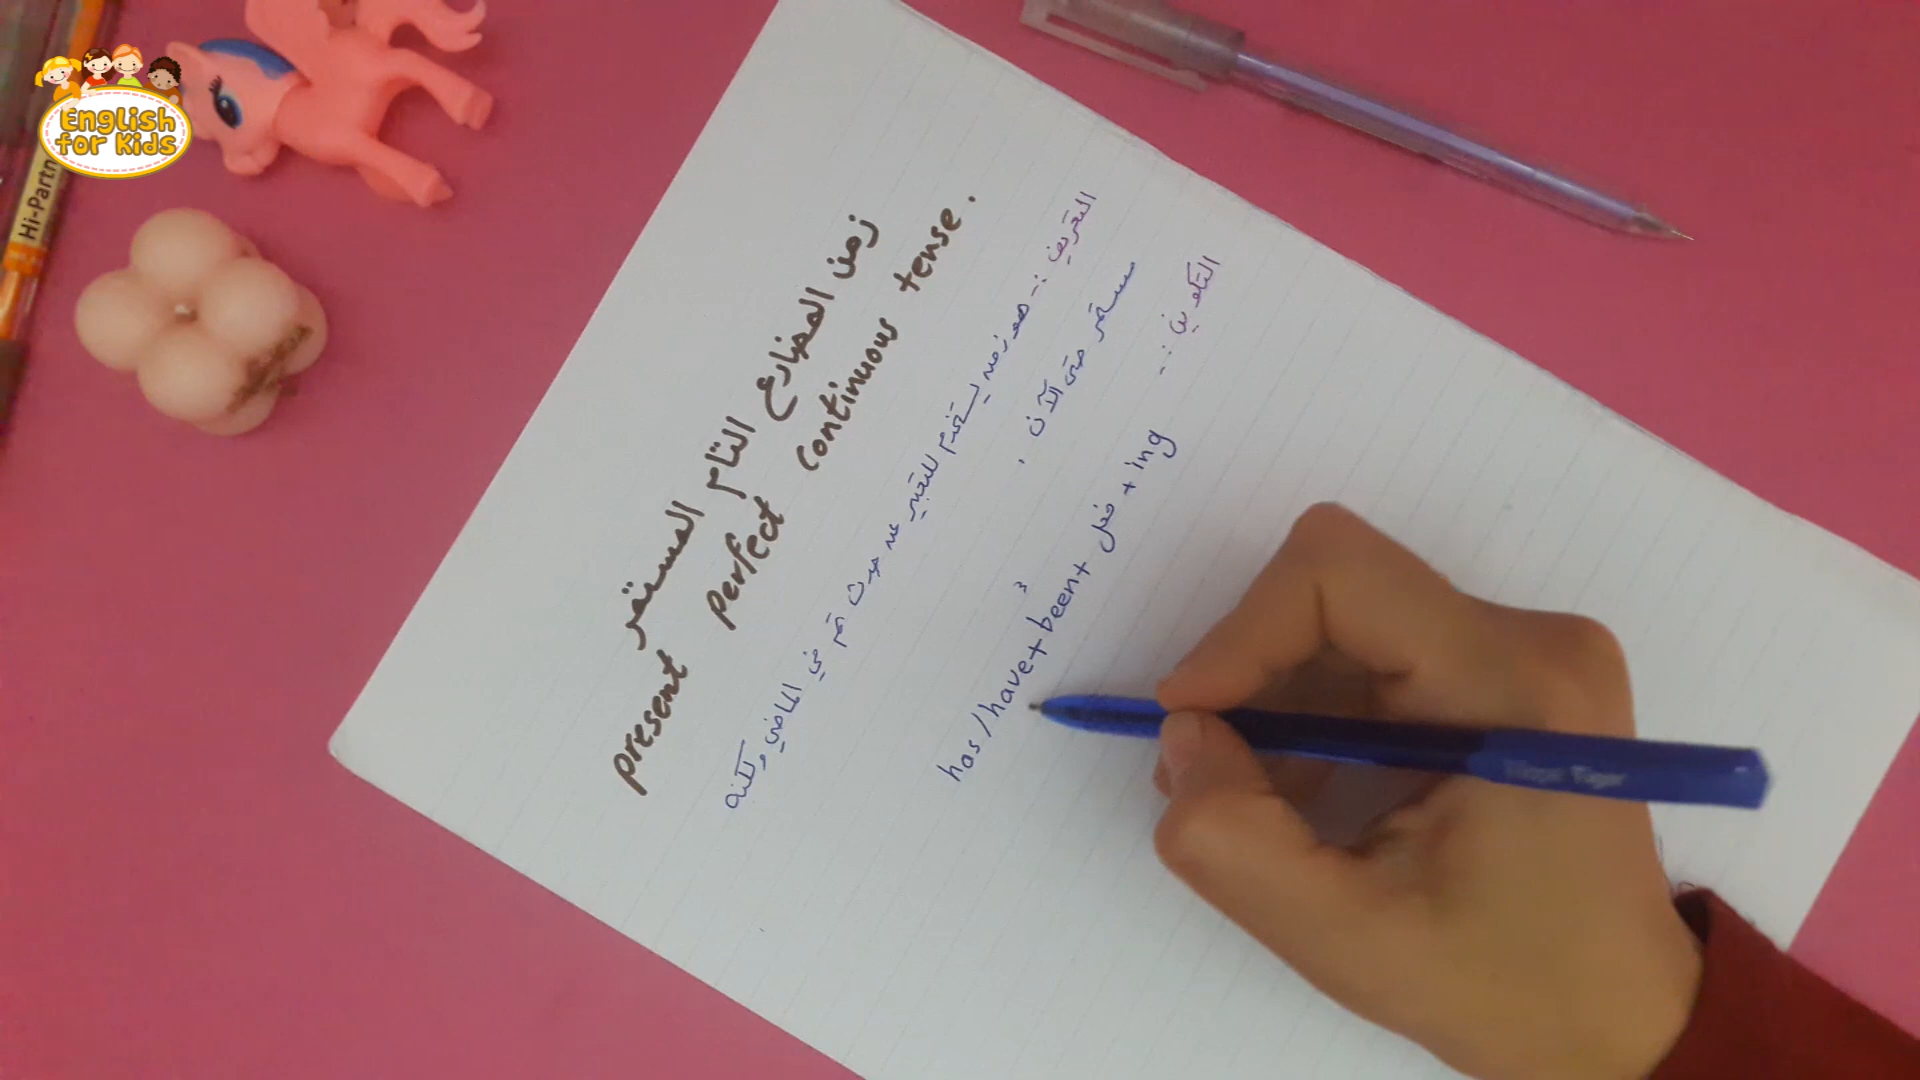 English
for Kids
Hi-Partn
زمن المضارع التام المستمر
present perfect continuous tense.
التعريف :- هو زمن يستخدم للتعبير عن حدث تم في الماضي ولكنه
مستمر حتى الآن .
التكوين :-
has/have+been+ فعل + ing